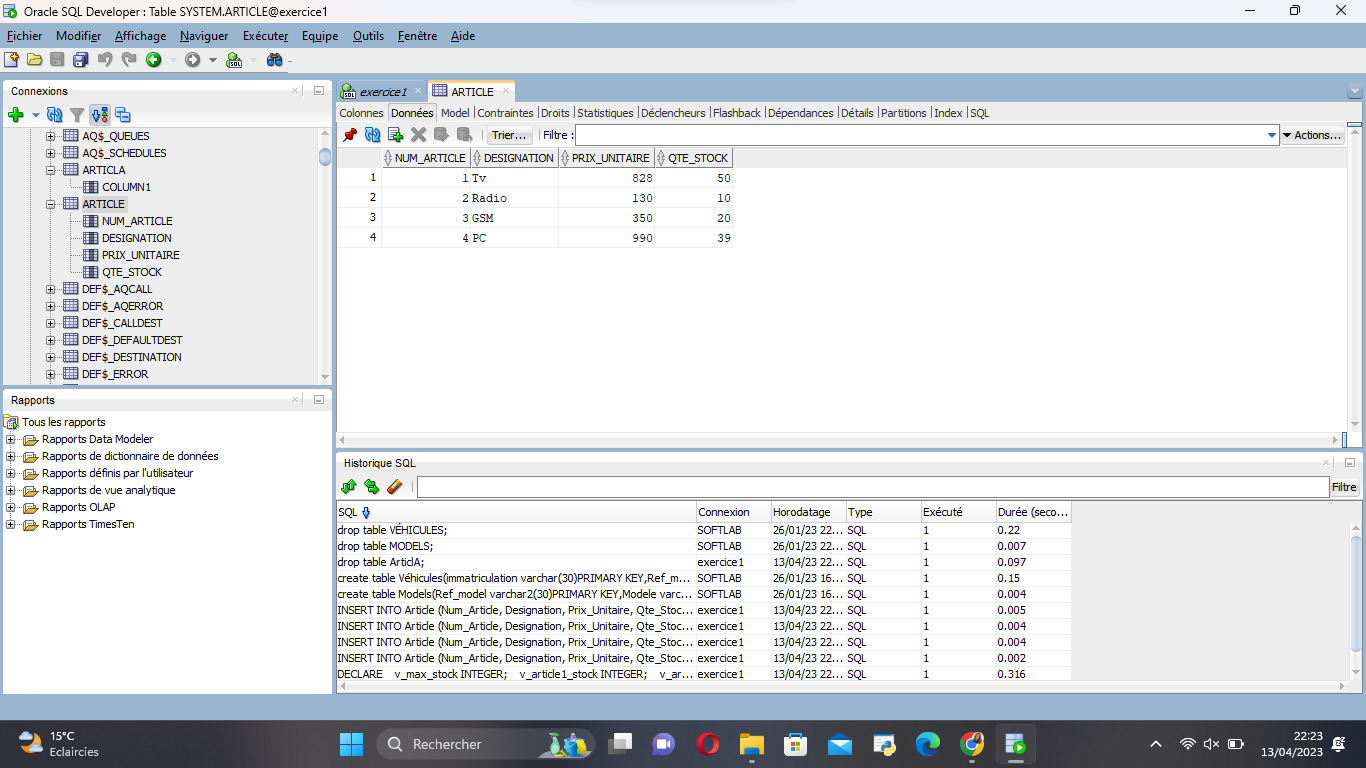 Oracle SQL Developer : Table SYSTEM.ARTICLE@exercice1
Fichier Modifier Affichage Naviguer Exécuter Equipe Outils Fenêtre Aide
Connexions
AQ$_QUEUES
AQ$_SCHEDULES
ARTICLA
COLUMN1
ARTICLE
NUM_ARTICLE
DESIGNATION
PRIX_UNITAIRE
QTE_STOCK
DEF$_AQCALL
DEF$_AQERROR
DEF$_CALLDEST
DEF$_DEFAULTDEST
DEF$_DESTINATION
DEF$_ERROR
Rapports
Tous les rapports
Rapports Data Modeler
Rapports de dictionnaire de données
Rapports définis par l'utilisateur
Rapports de vue analytique
Rapports OLAP
Rapports TimesTen
exercice1 ARTICLE
Colonnes Données Model Contraintes Droits Statistiques Déclencheurs Flashback Dépendances Détails Partitions Index SQL
Trier... Filtre : Actions...
NUM_ARTICLE DESIGNATION PRIX_UNITAIRE QTE_STOCK
1 1 Tv 828 50
2 2 Radio 130 10
3 3 GSM 350 20
4 4 PC 990 39
Historique SQL
Filtre
SQL Connexion Horodatage Type Exécuté Durée (seco...
drop table VÉHICULES; SOFTLAB 26/01/23 22... SQL 1 0.22
drop table MODELS; SOFTLAB 26/01/23 22... SQL 1 0.007
drop table ArticlA; exercice1 13/04/23 22... SQL 1 0.097
create table Véhicules(immatriculation varchar(30)PRIMARY KEY,Ref_m... SOFTLAB 26/01/23 16... SQL 1 0.15
create table Models(Ref_model varchar2(30)PRIMARY KEY,Modele varc... SOFTLAB 26/01/23 16... SQL 1 0.004
INSERT INTO Article (Num_Article, Designation, Prix_Unitaire, Qte_Stoc... exercice1 13/04/23 22... SQL 1 0.005
INSERT INTO Article (Num_Article, Designation, Prix_Unitaire, Qte_Stoc... exercice1 13/04/23 22... SQL 1 0.004
INSERT INTO Article (Num_Article, Designation, Prix_Unitaire, Qte_Stoc... exercice1 13/04/23 22... SQL 1 0.004
INSERT INTO Article (Num_Article, Designation, Prix_Unitaire, Qte_Stoc... exercice1 13/04/23 22... SQL 1 0.002
DECLARE v_max_stock INTEGER; v_article1_stock INTEGER; v_ar... exercice1 13/04/23 22... SQL 1 0.316
15°C
Eclaircies
Rechercher
22:23
13/04/2023